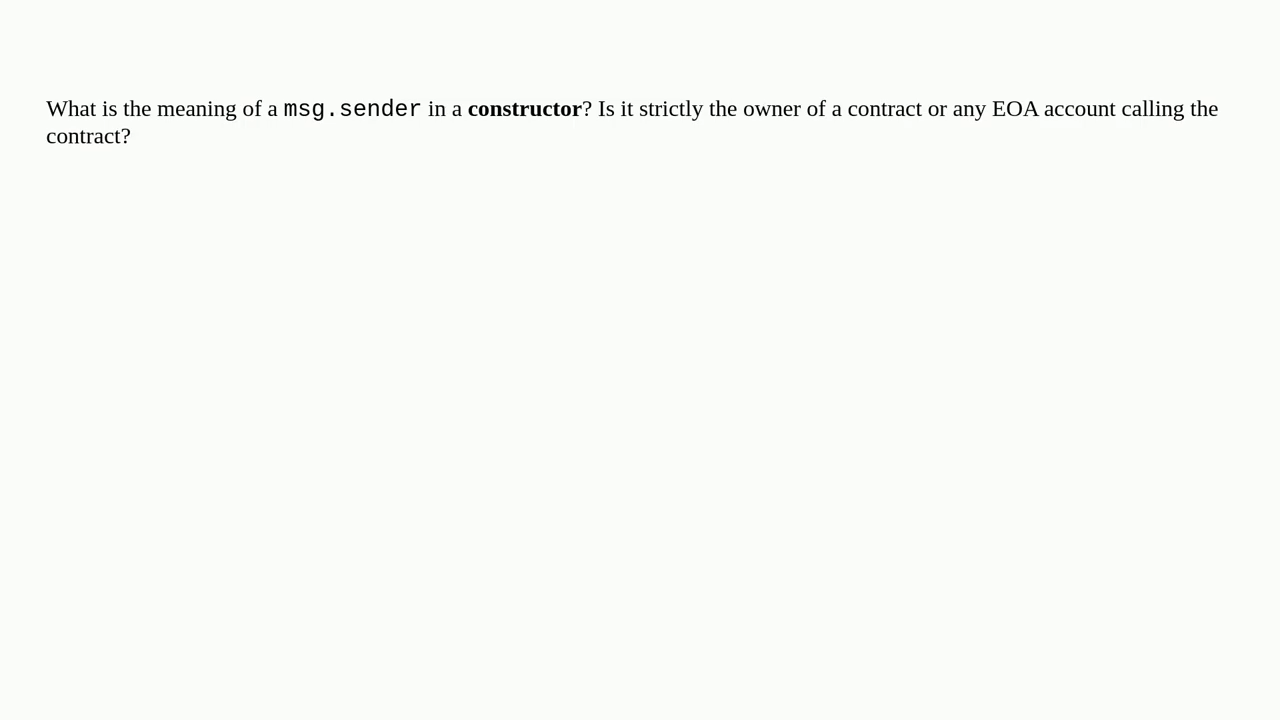 What is the meaning of a msg.sender in a constructor? Is it strictly the owner of a contract or any EOA account calling the
contract?